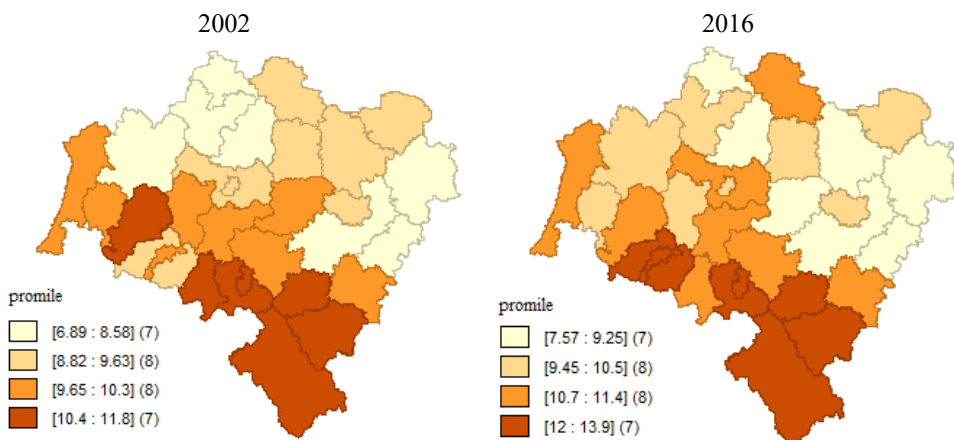 2002
2016
promile
[6.89 : 8.58] (7)
[8.82 : 9.63] (8)
[9.65 : 10.3] (8)
[10.4 : 11.8] (7)
promile
[7.57 : 9.25] (7)
[9.45 : 10.5] (8)
[10.7 : 11.4] (8)
[12 : 13.9] (7)